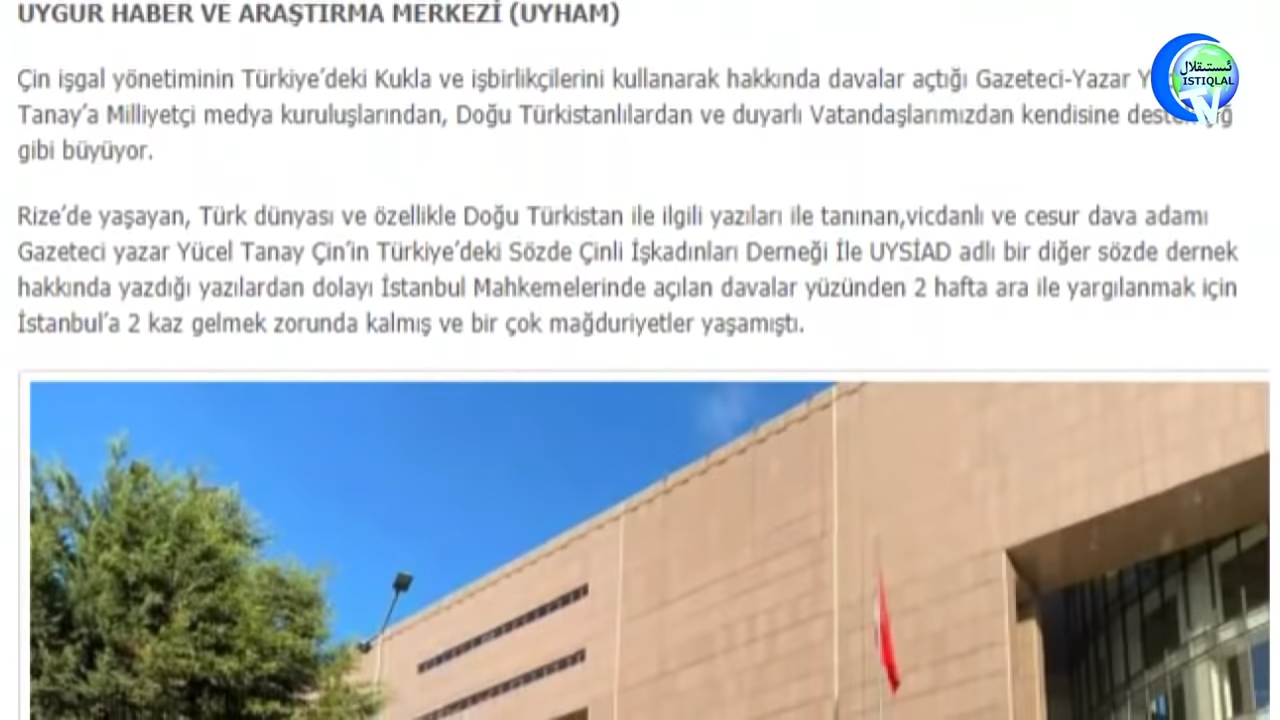 UYGUR HABER VE ARAŞTIRMA MERKEZİ (UYHAM)
Çin işgal yönetiminin Türkiye’deki Kukla ve işbirlikçilerini kullanarak hakkında davalar açtığı Gazeteci-Yazar
Tanay’a Milliyetçi medya kuruluşlarından, Doğu Türkistanlılardan ve duyarlı Vatandaşlarımızdan kendisine
gibi büyüyor.
Rize’de yaşayan, Türk dünyası ve özellikle Doğu Türkistan ile ilgili yazıları ile tanınan,vicdanlı ve cesur dava adamı
Gazeteci yazar Yücel Tanay Çin’in Türkiye’deki Sözde Çinli İşkadınları Derneği İle UYSİAD adlı bir diğer sözde dernek
hakkında yazdığı yazılardan dolayı İstanbul Mahkemelerinde açılan davalar yüzünden 2 hafta ara ile yargılanmak için
İstanbul’a 2 kaz gelmek zorunda kalmış ve bir çok mağduriyetler yaşamıştı.
ئىستىقلال
ISTIQLAL
TV